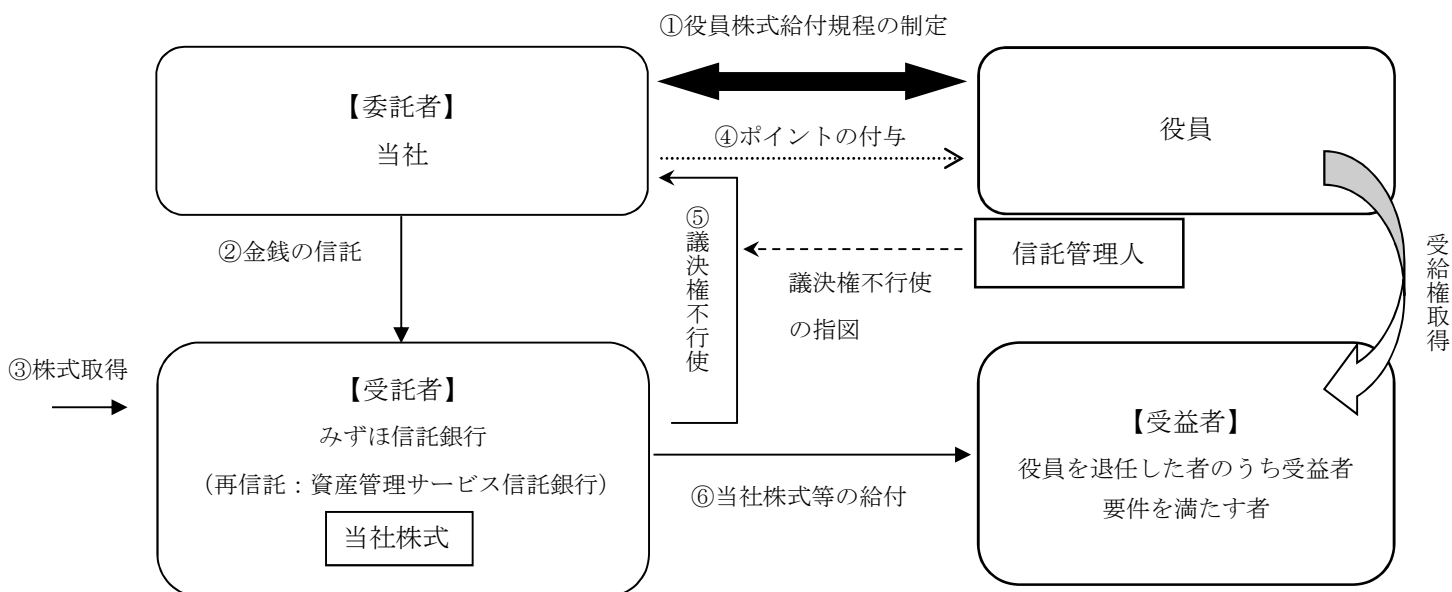 ①役員株式給付規程の制定
【委託者】
当社
役員
④ポイントの付与
②金銭の信託
⑤議決権不行使
信託管理人
議決権不行使
の指図
受給権取得
③株式取得
【受託者】
みずほ信託銀行
（再信託：資産管理サービス信託銀行）
当社株式
⑥当社株式等の給付
【受益者】
役員を退任した者のうち受益者
要件を満たす者